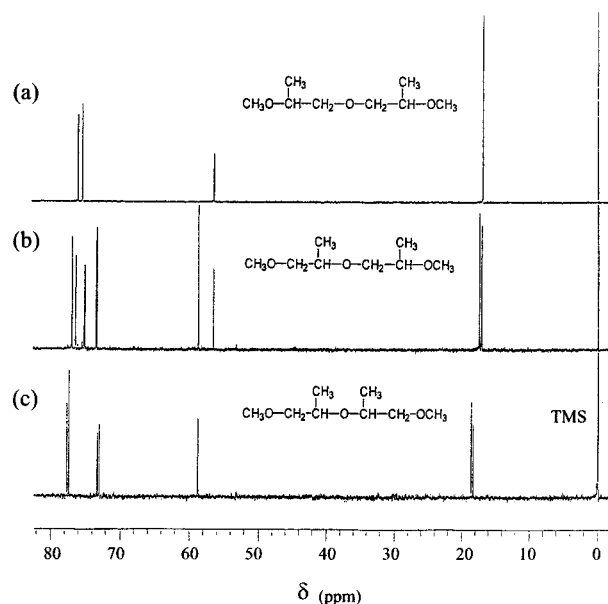 (a)
CH₃ CH₃
CH₃O—CH—CH₂—O—CH₂—CH—OCH₃
(b)
CH₃ CH₃
CH₃O—CH₂—CH—O—CH₂—CH—OCH₃
(c)
CH₃ CH₃
CH₃O—CH₂—CH—O—CH—CH₂—OCH₃
TMS
80 70 60 50 40 30 20 10 0
δ (ppm)